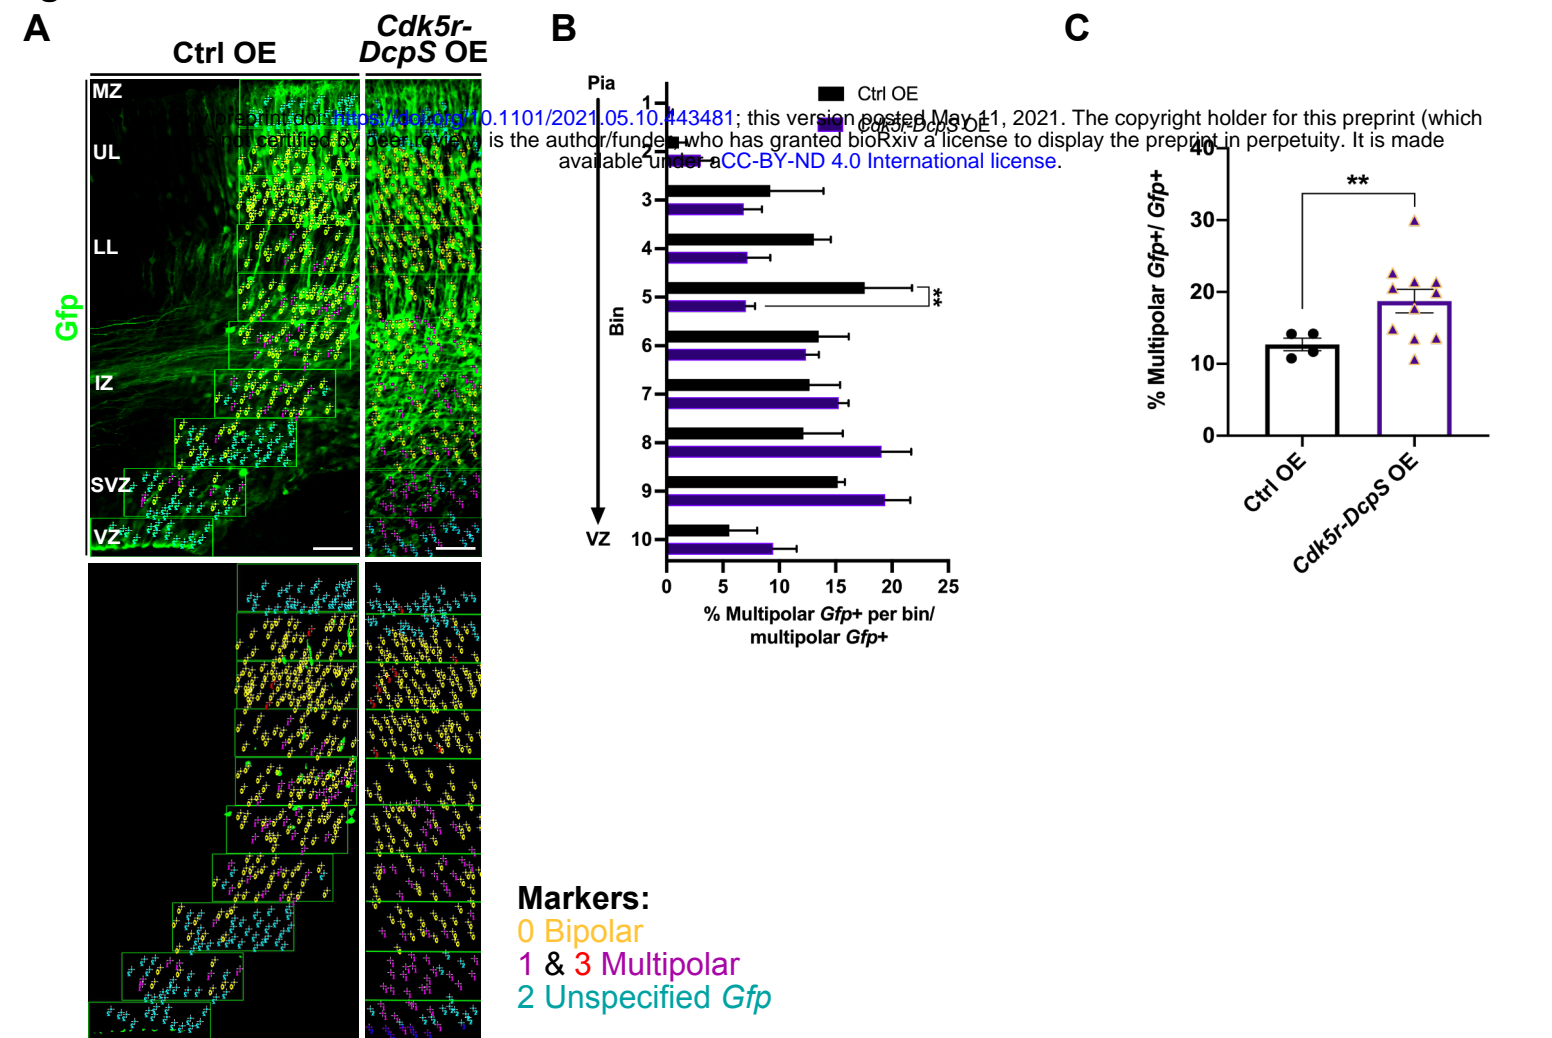 A
B
C
Ctrl OE
Cdk5r-
DcpS OE
Gfp
MZ
UL
LL
IZ
SVZ
VZ
preprint doi: https://doi.org/10.1101/2021.05.10.443481; this version posted May 11, 2021. The copyright holder for this preprint (which
not certified by peer review) is the author/funder, who has granted bioRxiv a license to display the preprint in perpetuity. It is made
available under aCC-BY-ND 4.0 International license.
Pia
Ctrl OE
Cdk5r-DcpS OE
Bin
1
2
3
4
5
6
7
8
9
10
VZ
**
0 5 10 15 20 25
% Multipolar Gfp+ per bin/
multipolar Gfp+
% Multipolar Gfp+/ Gfp+
40
30
20
10
0
**
Ctrl OE
Cdk5r-DcpS OE
Markers:
0 Bipolar
1 & 3 Multipolar
2 Unspecified Gfp